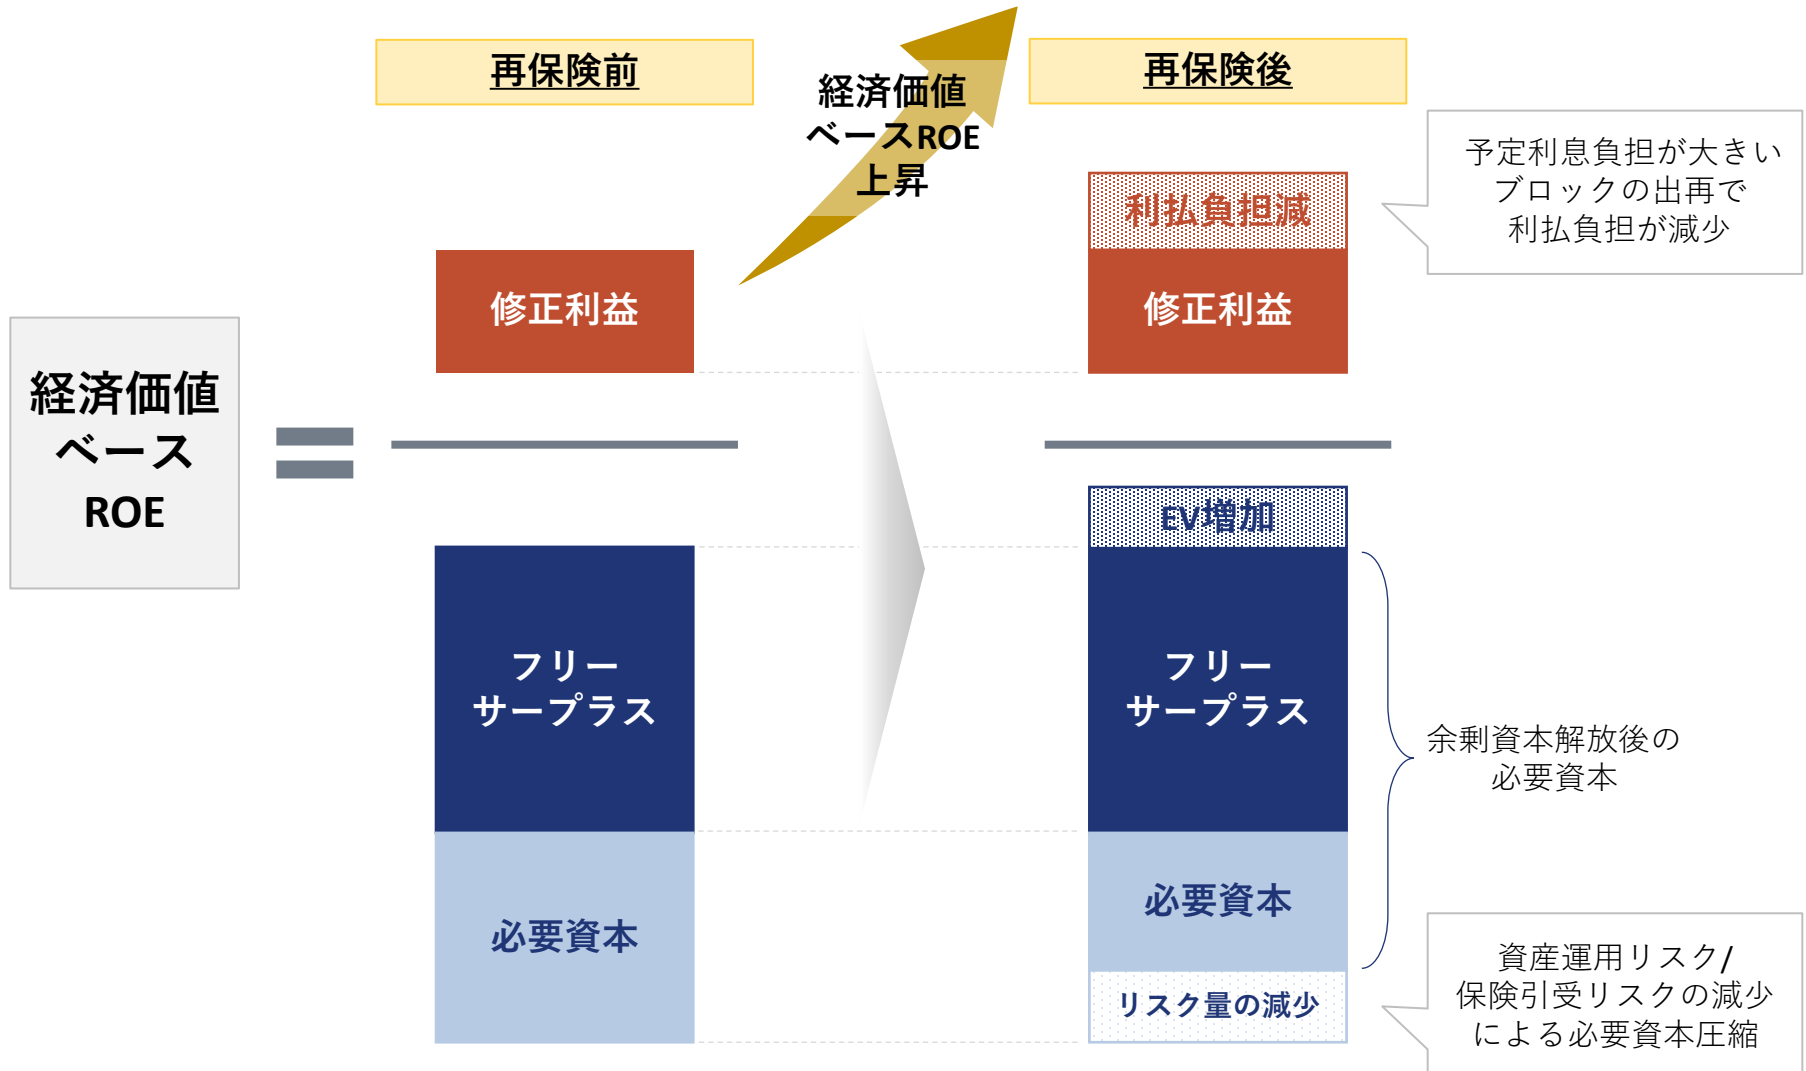 再保険前
再保険後
経済価値
ベースROE
上昇
予定利息負担が大きい
ブロックの出再で
利払負担が減少
利払負担減
修正利益
修正利益
経済価値
ベース
ROE
EV増加
フリー
サープラス
フリー
サープラス
余剰資本解放後の
必要資本
必要資本
必要資本
リスク量の減少
資産運用リスク/
保険引受リスクの減少
による必要資本圧縮